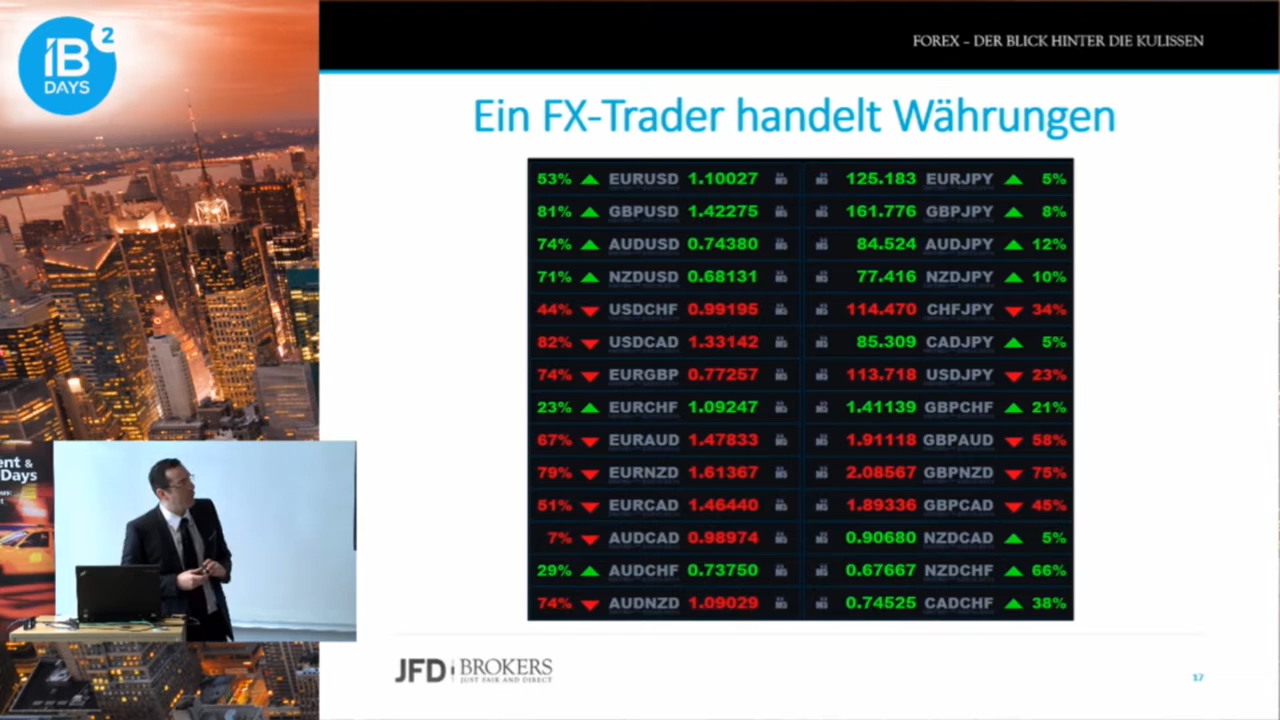 iB 2
DAYS
FOREX – DER BLICK HINTER DIE KULISSEN
Ein FX-Trader handelt Währungen
53% ▲ EURUSD 1.10027 125.183 EURJPY ▲ 5%
81% ▲ GBPUSD 1.42275 161.776 GBPJPY ▲ 8%
74% ▲ AUDUSD 0.74380 84.524 AUDJPY ▲ 12%
71% ▲ NZDUSD 0.68131 77.416 NZDJPY ▲ 10%
44% ▼ USDCHF 0.99195 114.470 CHFJPY ▼ 34%
82% ▼ USDCAD 1.33142 85.309 CADJPY ▲ 5%
74% ▼ EURGBP 0.77257 113.718 USDJPY ▼ 23%
23% ▲ EURCHF 1.09247 1.41139 GBPCHF ▲ 21%
67% ▼ EURAUD 1.47833 1.91118 GBPAUD ▼ 58%
79% ▼ EURNZD 1.61367 2.08567 GBPNZD ▼ 75%
51% ▼ EURCAD 1.46440 1.89336 GBPCAD ▼ 45%
7% ▼ AUDCAD 0.98974 0.90680 NZDCAD ▲ 5%
29% ▲ AUDCHF 0.73750 0.67667 NZDCHF ▲ 66%
74% ▼ AUDNZD 1.09029 0.74525 CADCHF ▲ 38%
ent &
Days
JFD BROKERS
JUST FAIR AND DIRECT
17